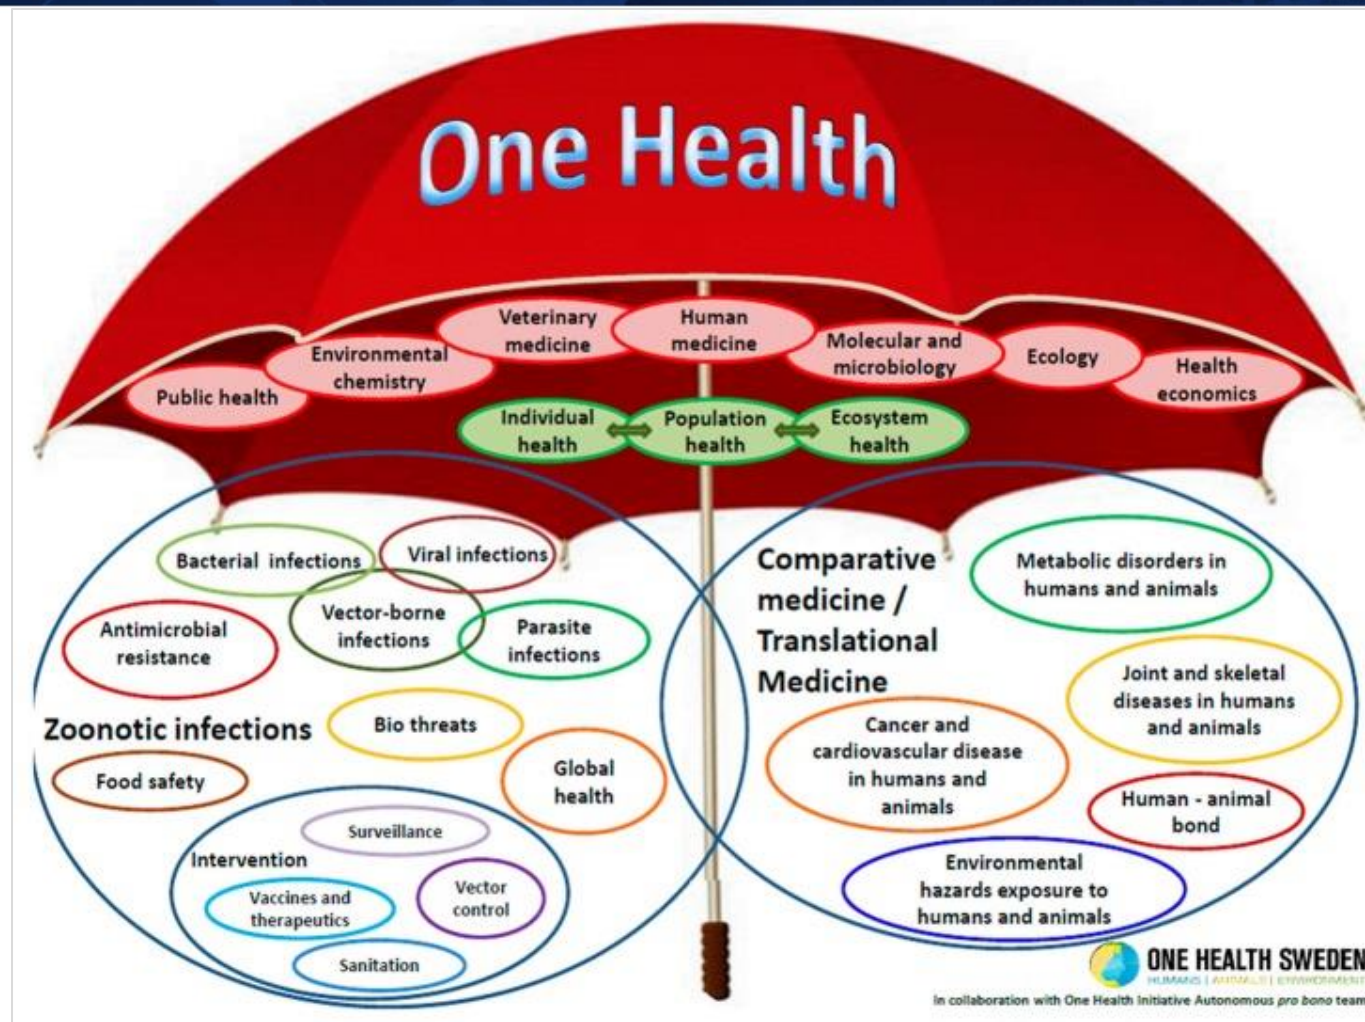 One Health
Veterinary
medicine
Human
medicine
Molecular and
microbiology
Ecology
Health
economics
Environmental
chemistry
Public health
Individual
health
Population
health
Ecosystem
health
Bacterial infections
Viral infections
Vector-borne
infections
Parasite
infections
Antimicrobial
resistance
Zoonotic infections
Bio threats
Food safety
Global
health
Surveillance
Intervention
Vaccines and
therapeutics
Vector
control
Sanitation
Comparative
medicine /
Translational
Medicine
Metabolic disorders in
humans and animals
Joint and skeletal
diseases in humans
and animals
Cancer and
cardiovascular disease
in humans and
animals
Human - animal
bond
Environmental
hazards exposure to
humans and animals
ONE HEALTH SWEDEN
HUMANS | ANIMALS | ENVIRONMENT
In collaboration with One Health Initiative Autonomous pro bono team